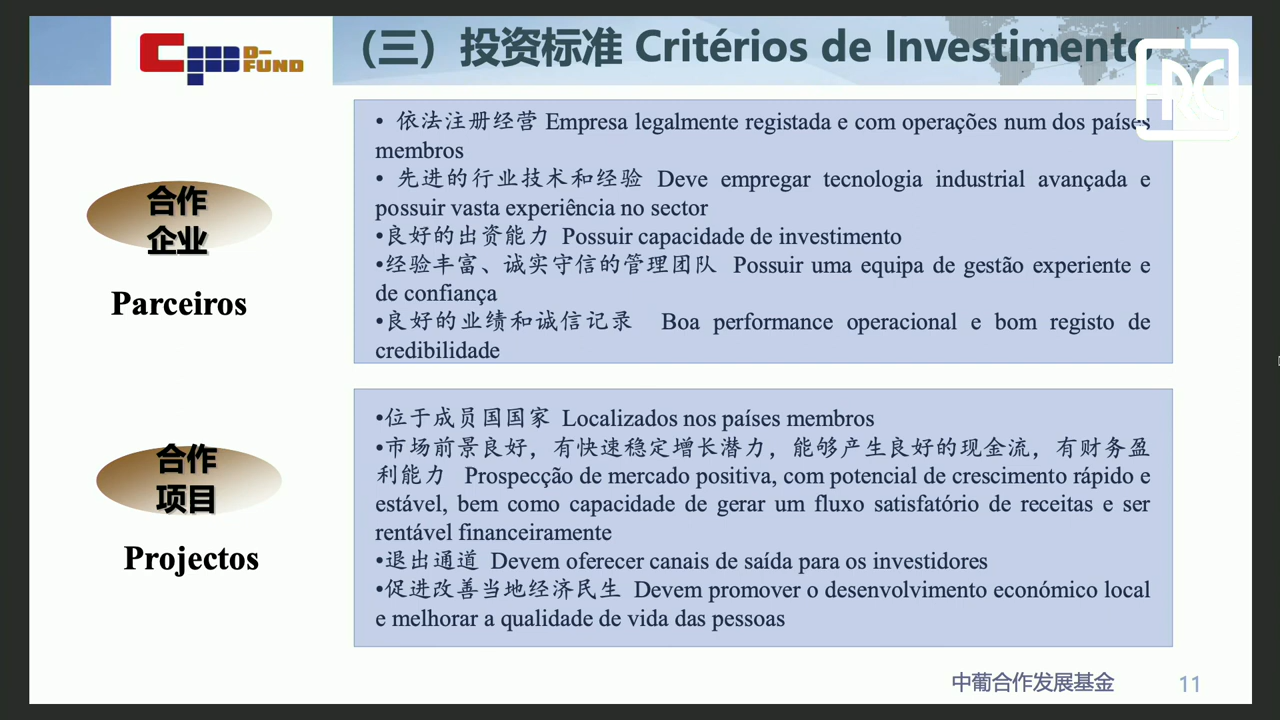 CPD D-FUND
(三)投资标准 Critérios de Investimento
HRC
合作
企业
Parceiros
• 依法注册经营 Empresa legalmente registada e com operações num dos países
membros
• 先进的行业技术和经验 Deve empregar tecnologia industrial avançada e
possuir vasta experiência no sector
•良好的出资能力 Possuir capacidade de investimento
•经验丰富、诚实守信的管理团队 Possuir uma equipa de gestão experiente e
de confiança
•良好的业绩和诚信记录 Boa performance operacional e bom registo de
credibilidade
合作
项目
Projectos
•位于成员国国家 Localizados nos países membros
•市场前景良好，有快速稳定增长潜力，能够产生良好的现金流，有财务盈
利能力 Prospecção de mercado positiva, com potencial de crescimento rápido e
estável, bem como capacidade de gerar um fluxo satisfatório de receitas e ser
rentável financeiramente
•退出通道 Devem oferecer canais de saída para os investidores
•促进改善当地经济民生 Devem promover o desenvolvimento económico local
e melhorar a qualidade de vida das pessoas
中葡合作发展基金
11